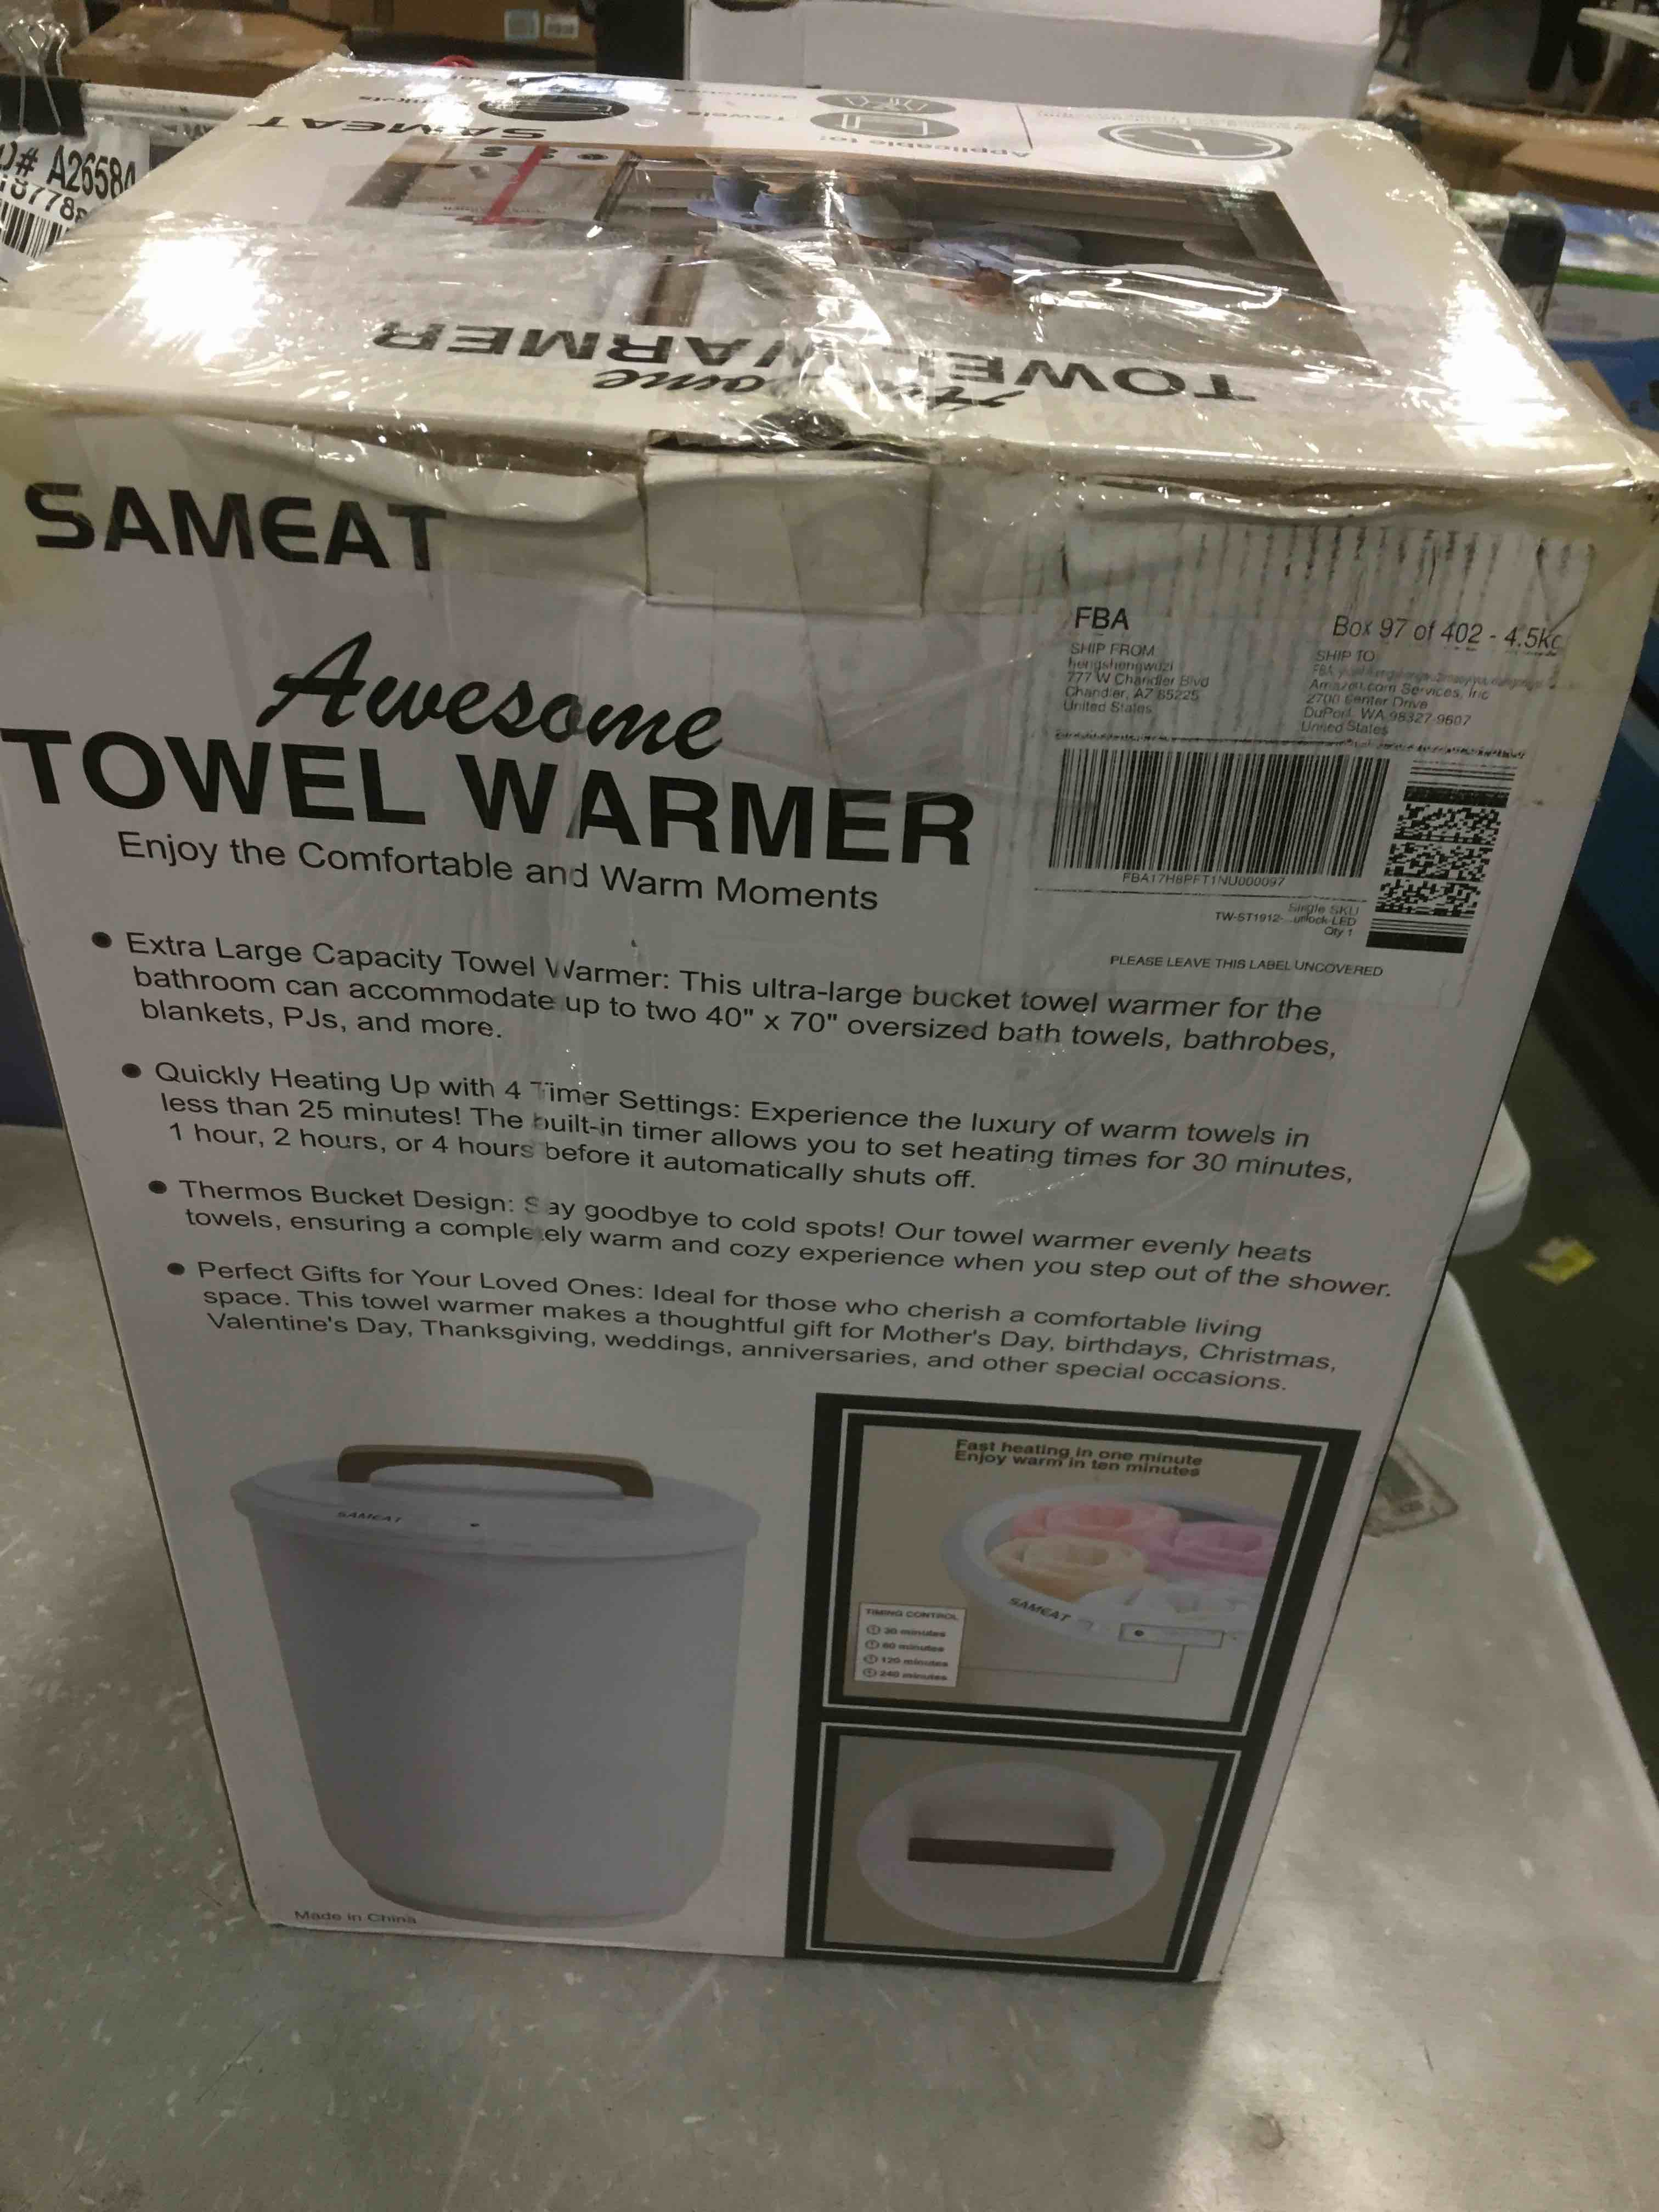 # A26584
SAMEAT
Applicable to:
Awesome
TOWEL WARMER
SAMEAT
Awesome
TOWEL WARMER
Enjoy the Comfortable and Warm Moments
FBA
Box 97 of 402 - 4.5kg
SHIP FROM
hengshengwuzi
777 W Chandler Blvd
Chandler, AZ 85225
United States
SHIP TO
Amazon.com Services, Inc
2700 Center Drive
DuPont, WA 98327-9607
United States
FBA17H8PFT1NU000097
Single SKU
Qty 1
PLEASE LEAVE THIS LABEL UNCOVERED
• Extra Large Capacity Towel Warmer: This ultra-large bucket towel warmer for the
bathroom can accommodate up to two 40" x 70" oversized bath towels, bathrobes,
blankets, PJs, and more.
• Quickly Heating Up with 4 Timer Settings: Experience the luxury of warm towels in
less than 25 minutes! The built-in timer allows you to set heating times for 30 minutes,
1 hour, 2 hours, or 4 hours before it automatically shuts off.
• Thermos Bucket Design: Say goodbye to cold spots! Our towel warmer evenly heats
towels, ensuring a completely warm and cozy experience when you step out of the shower.
• Perfect Gifts for Your Loved Ones: Ideal for those who cherish a comfortable living
space. This towel warmer makes a thoughtful gift for Mother's Day, birthdays, Christmas,
Valentine's Day, Thanksgiving, weddings, anniversaries, and other special occasions.
SAMEAT
Fast heating in one minute
Enjoy warm in ten minutes
SAMEAT
TIMING CONTROL
30 minutes
60 minutes
120 minutes
240 minutes
Made in China